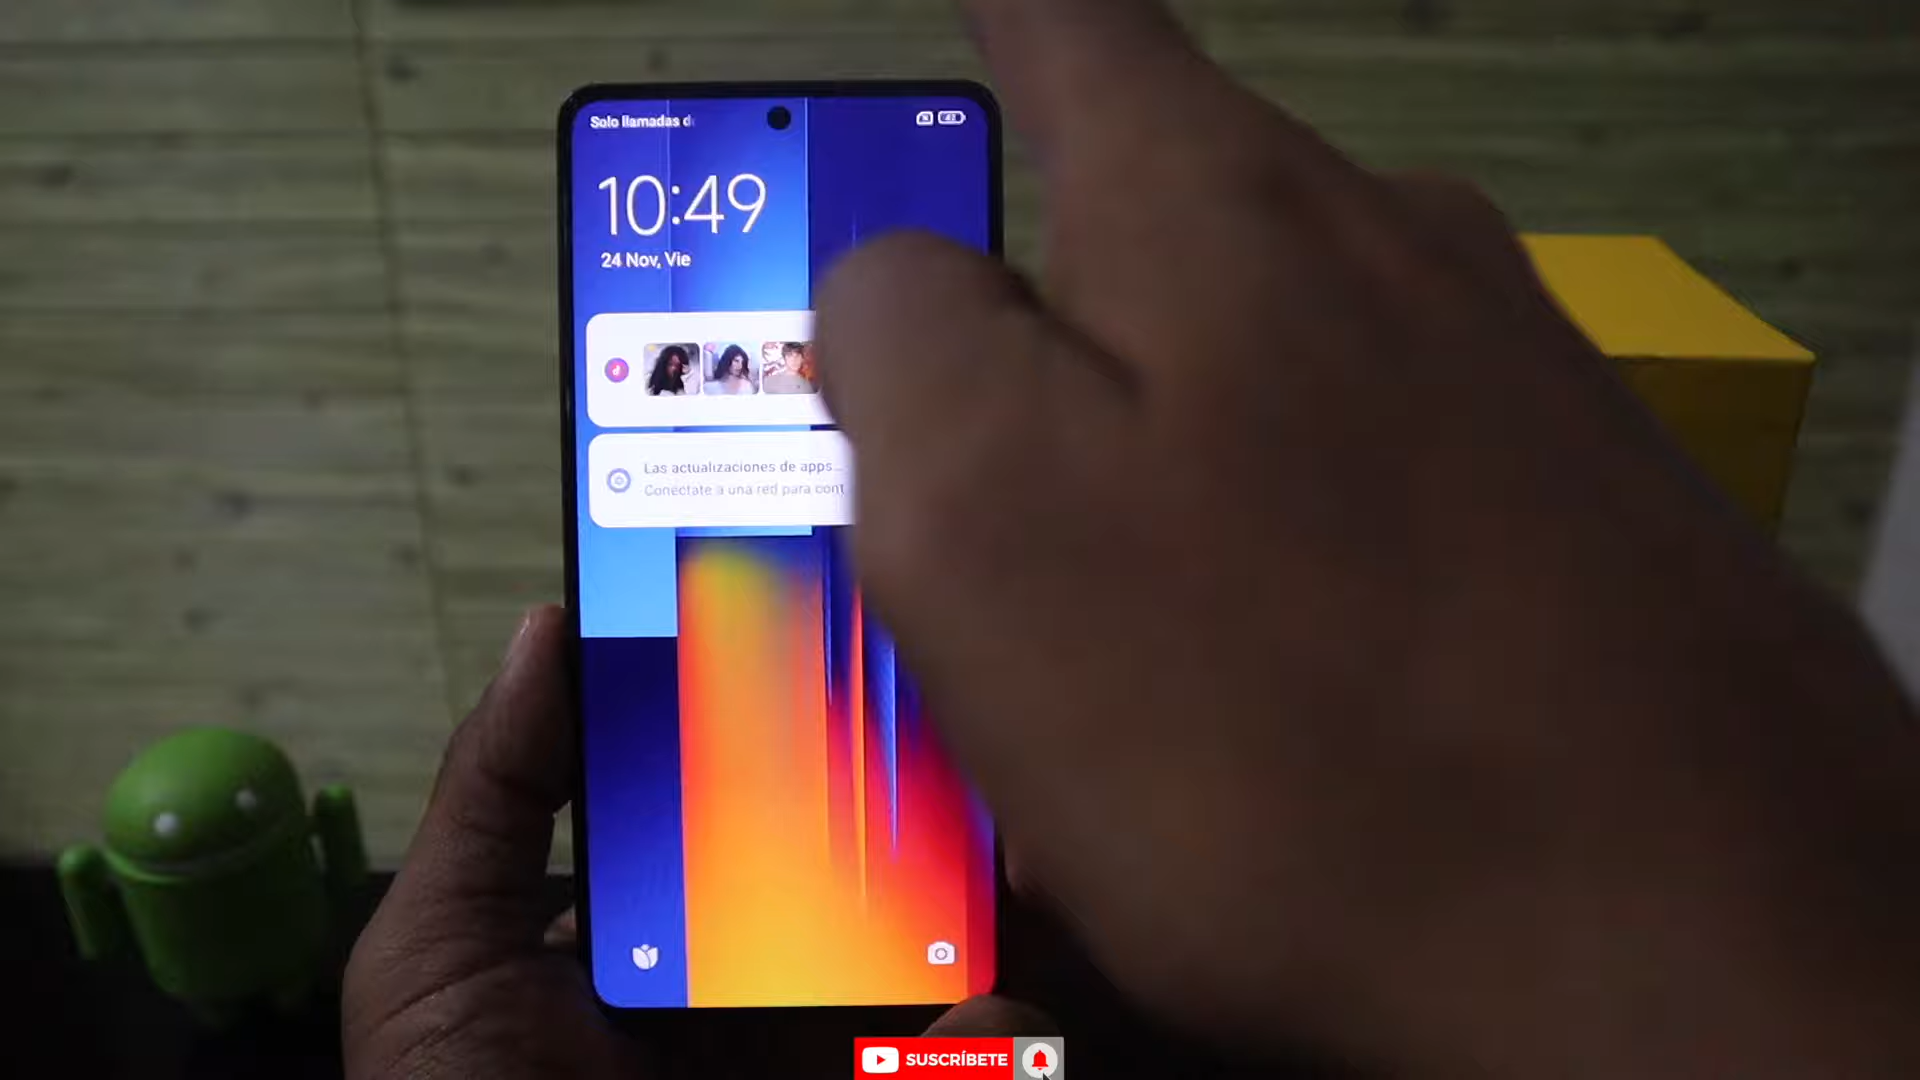 Solo llamadas d
10:49
24 Nov, Vie
Las actualizaciones de apps...
Conéctate a una red para cont
SUSCRÍBETE